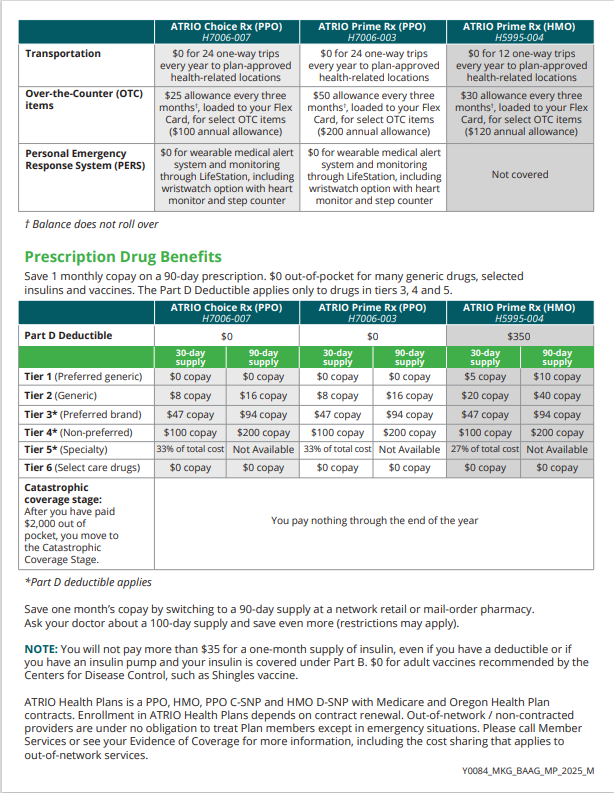 ATRIO Choice Rx (PPO) ATRIO Prime Rx (PPO) ATRIO Prime Rx (HMO)
H7006-007 H7006-003 H5995-004
Transportation
$0 for 24 one-way trips
every year to plan-approved
health-related locations
$0 for 24 one-way trips
every year to plan-approved
health-related locations
$0 for 12 one-way trips
every year to plan-approved
health-related locations
Over-the-Counter (OTC)
items
$25 allowance every three
months†, loaded to your Flex
Card, for select OTC items
($100 annual allowance)
$50 allowance every three
months†, loaded to your Flex
Card, for select OTC items
($200 annual allowance)
$30 allowance every three
months†, loaded to your Flex
Card, for select OTC items
($120 annual allowance)
Personal Emergency
Response System (PERS)
$0 for wearable medical alert
system and monitoring
through LifeStation, including
wristwatch option with heart
monitor and step counter
$0 for wearable medical alert
system and monitoring
through LifeStation, including
wristwatch option with heart
monitor and step counter
Not covered
† Balance does not roll over
Prescription Drug Benefits
Save 1 monthly copay on a 90-day prescription. $0 out-of-pocket for many generic drugs, selected
insulins and vaccines. The Part D Deductible applies only to drugs in tiers 3, 4 and 5.
ATRIO Choice Rx (PPO) ATRIO Prime Rx (PPO) ATRIO Prime Rx (HMO)
H7006-007 H7006-003 H5995-004
Part D Deductible $0 $0 $350
30-day 90-day 30-day 90-day 30-day 90-day
supply supply supply supply supply supply
Tier 1 (Preferred generic) $0 copay $0 copay $0 copay $0 copay $5 copay $10 copay
Tier 2 (Generic) $8 copay $16 copay $8 copay $16 copay $20 copay $40 copay
Tier 3* (Preferred brand) $47 copay $94 copay $47 copay $94 copay $47 copay $94 copay
Tier 4* (Non-preferred) $100 copay $200 copay $100 copay $200 copay $100 copay $200 copay
Tier 5* (Specialty) 33% of total cost Not Available 33% of total cost Not Available 27% of total cost Not Available
Tier 6 (Select care drugs) $0 copay $0 copay $0 copay $0 copay $0 copay $0 copay
Catastrophic
coverage stage:
After you have paid
$2,000 out of
pocket, you move to
the Catastrophic
Coverage Stage.
You pay nothing through the end of the year
*Part D deductible applies
Save one month's copay by switching to a 90-day supply at a network retail or mail-order pharmacy.
Ask your doctor about a 100-day supply and save even more (restrictions may apply).
NOTE: You will not pay more than $35 for a one-month supply of insulin, even if you have a deductible or if
you have an insulin pump and your insulin is covered under Part B. $0 for adult vaccines recommended by the
Centers for Disease Control, such as Shingles vaccine.
ATRIO Health Plans is a PPO, HMO, PPO C-SNP and HMO D-SNP with Medicare and Oregon Health Plan
contracts. Enrollment in ATRIO Health Plans depends on contract renewal. Out-of-network / non-contracted
providers are under no obligation to treat Plan members except in emergency situations. Please call Member
Services or see your Evidence of Coverage for more information, including the cost sharing that applies to
out-of-network services.
Y0084_MKG_BAAG_MP_2025_M